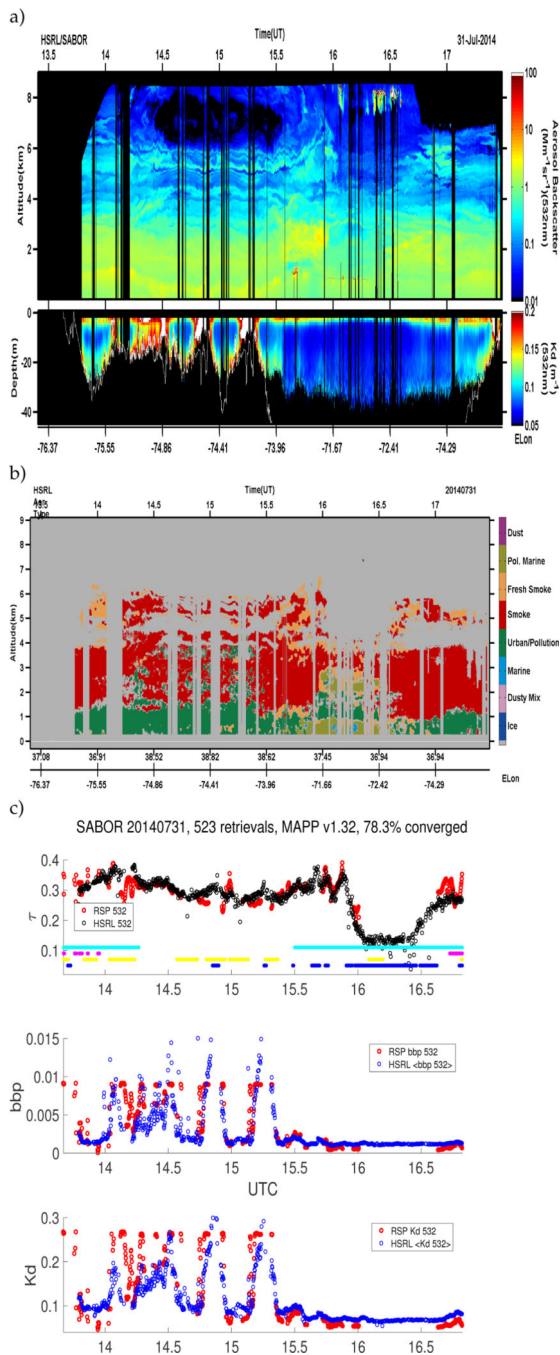 a)
HSRL/SABOR Time(UT) 31-Jul-2014
13.5 14 14.5 15 15.5 16 16.5 17
Altitude(km)
8
6
4
2
100
10
1
0.1
0.01
Aerosol Backscatter
(Mm⁻¹sr⁻¹)(532nm)
Depth(m)
0
-20
-40
0.2
0.15
0.1
0.05
Kd (m⁻¹)
(532nm)
ELon
-76.37 -75.55 -74.86 -74.41 -73.96 -71.67 -72.41 -74.29
b)
HSRL Time(UT) 20140731
Aer.
Type
13.5 14 14.5 15 15.5 16 16.5 17
Altitude(km)
9
8
7
6
5
4
3
2
1
0
Dust
Pol. Marine
Fresh Smoke
Smoke
Urban/Pollution
Marine
Dusty Mix
Ice
37.08 36.91 38.52 38.82 38.62 37.45 36.94 36.94
ELon
-76.37 -75.55 -74.86 -74.41 -73.96 -71.67 -72.41 -74.29
c)
SABOR 20140731, 523 retrievals, MAPP v1.32, 78.3% converged
τ
0.4
0.3
0.2
0.1
RSP 532
HSRL 532
14 14.5 15 15.5 16 16.5
bbp
0.015
0.01
0.005
0
RSP bbp 532
HSRL <bbp 532>
14 14.5 15 15.5 16 16.5
UTC
Kd
0.3
0.2
0.1
RSP Kd 532
HSRL <Kd 532>
14 14.5 15 15.5 16 16.5